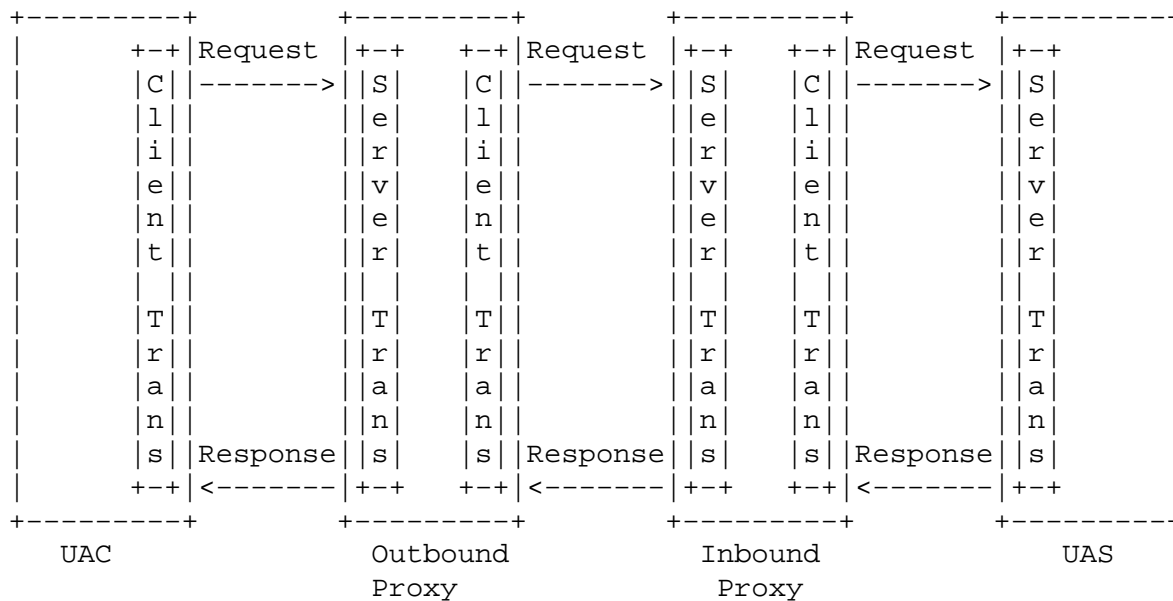 +---------+        +---------+        +---------+        +---------
|      +-+|Request |+-+   +-+|Request |+-+   +-+|Request |+-+
|      |C||------->||S|   |C||------->||S|   |C||------->||S|
|      |l||        ||e|   |l||        ||e|   |l||        ||e|
|      |i||        ||r|   |i||        ||r|   |i||        ||r|
|      |e||        ||v|   |e||        ||v|   |e||        ||v|
|      |n||        ||e|   |n||        ||e|   |n||        ||e|
|      |t||        ||r|   |t||        ||r|   |t||        ||r|
|      | ||        || |   | ||        || |   | ||        || |
|      |T||        ||T|   |T||        ||T|   |T||        ||T|
|      |r||        ||r|   |r||        ||r|   |r||        ||r|
|      |a||        ||a|   |a||        ||a|   |a||        ||a|
|      |n||        ||n|   |n||        ||n|   |n||        ||n|
|      |s||Response||s|   |s||Response||s|   |s||Response||s|
|      +-+|<-------|+-+   +-+|<-------|+-+   +-+|<-------|+-+
+---------+        +---------+        +---------+        +---------
UAC Outbound Inbound UAS
Proxy Proxy